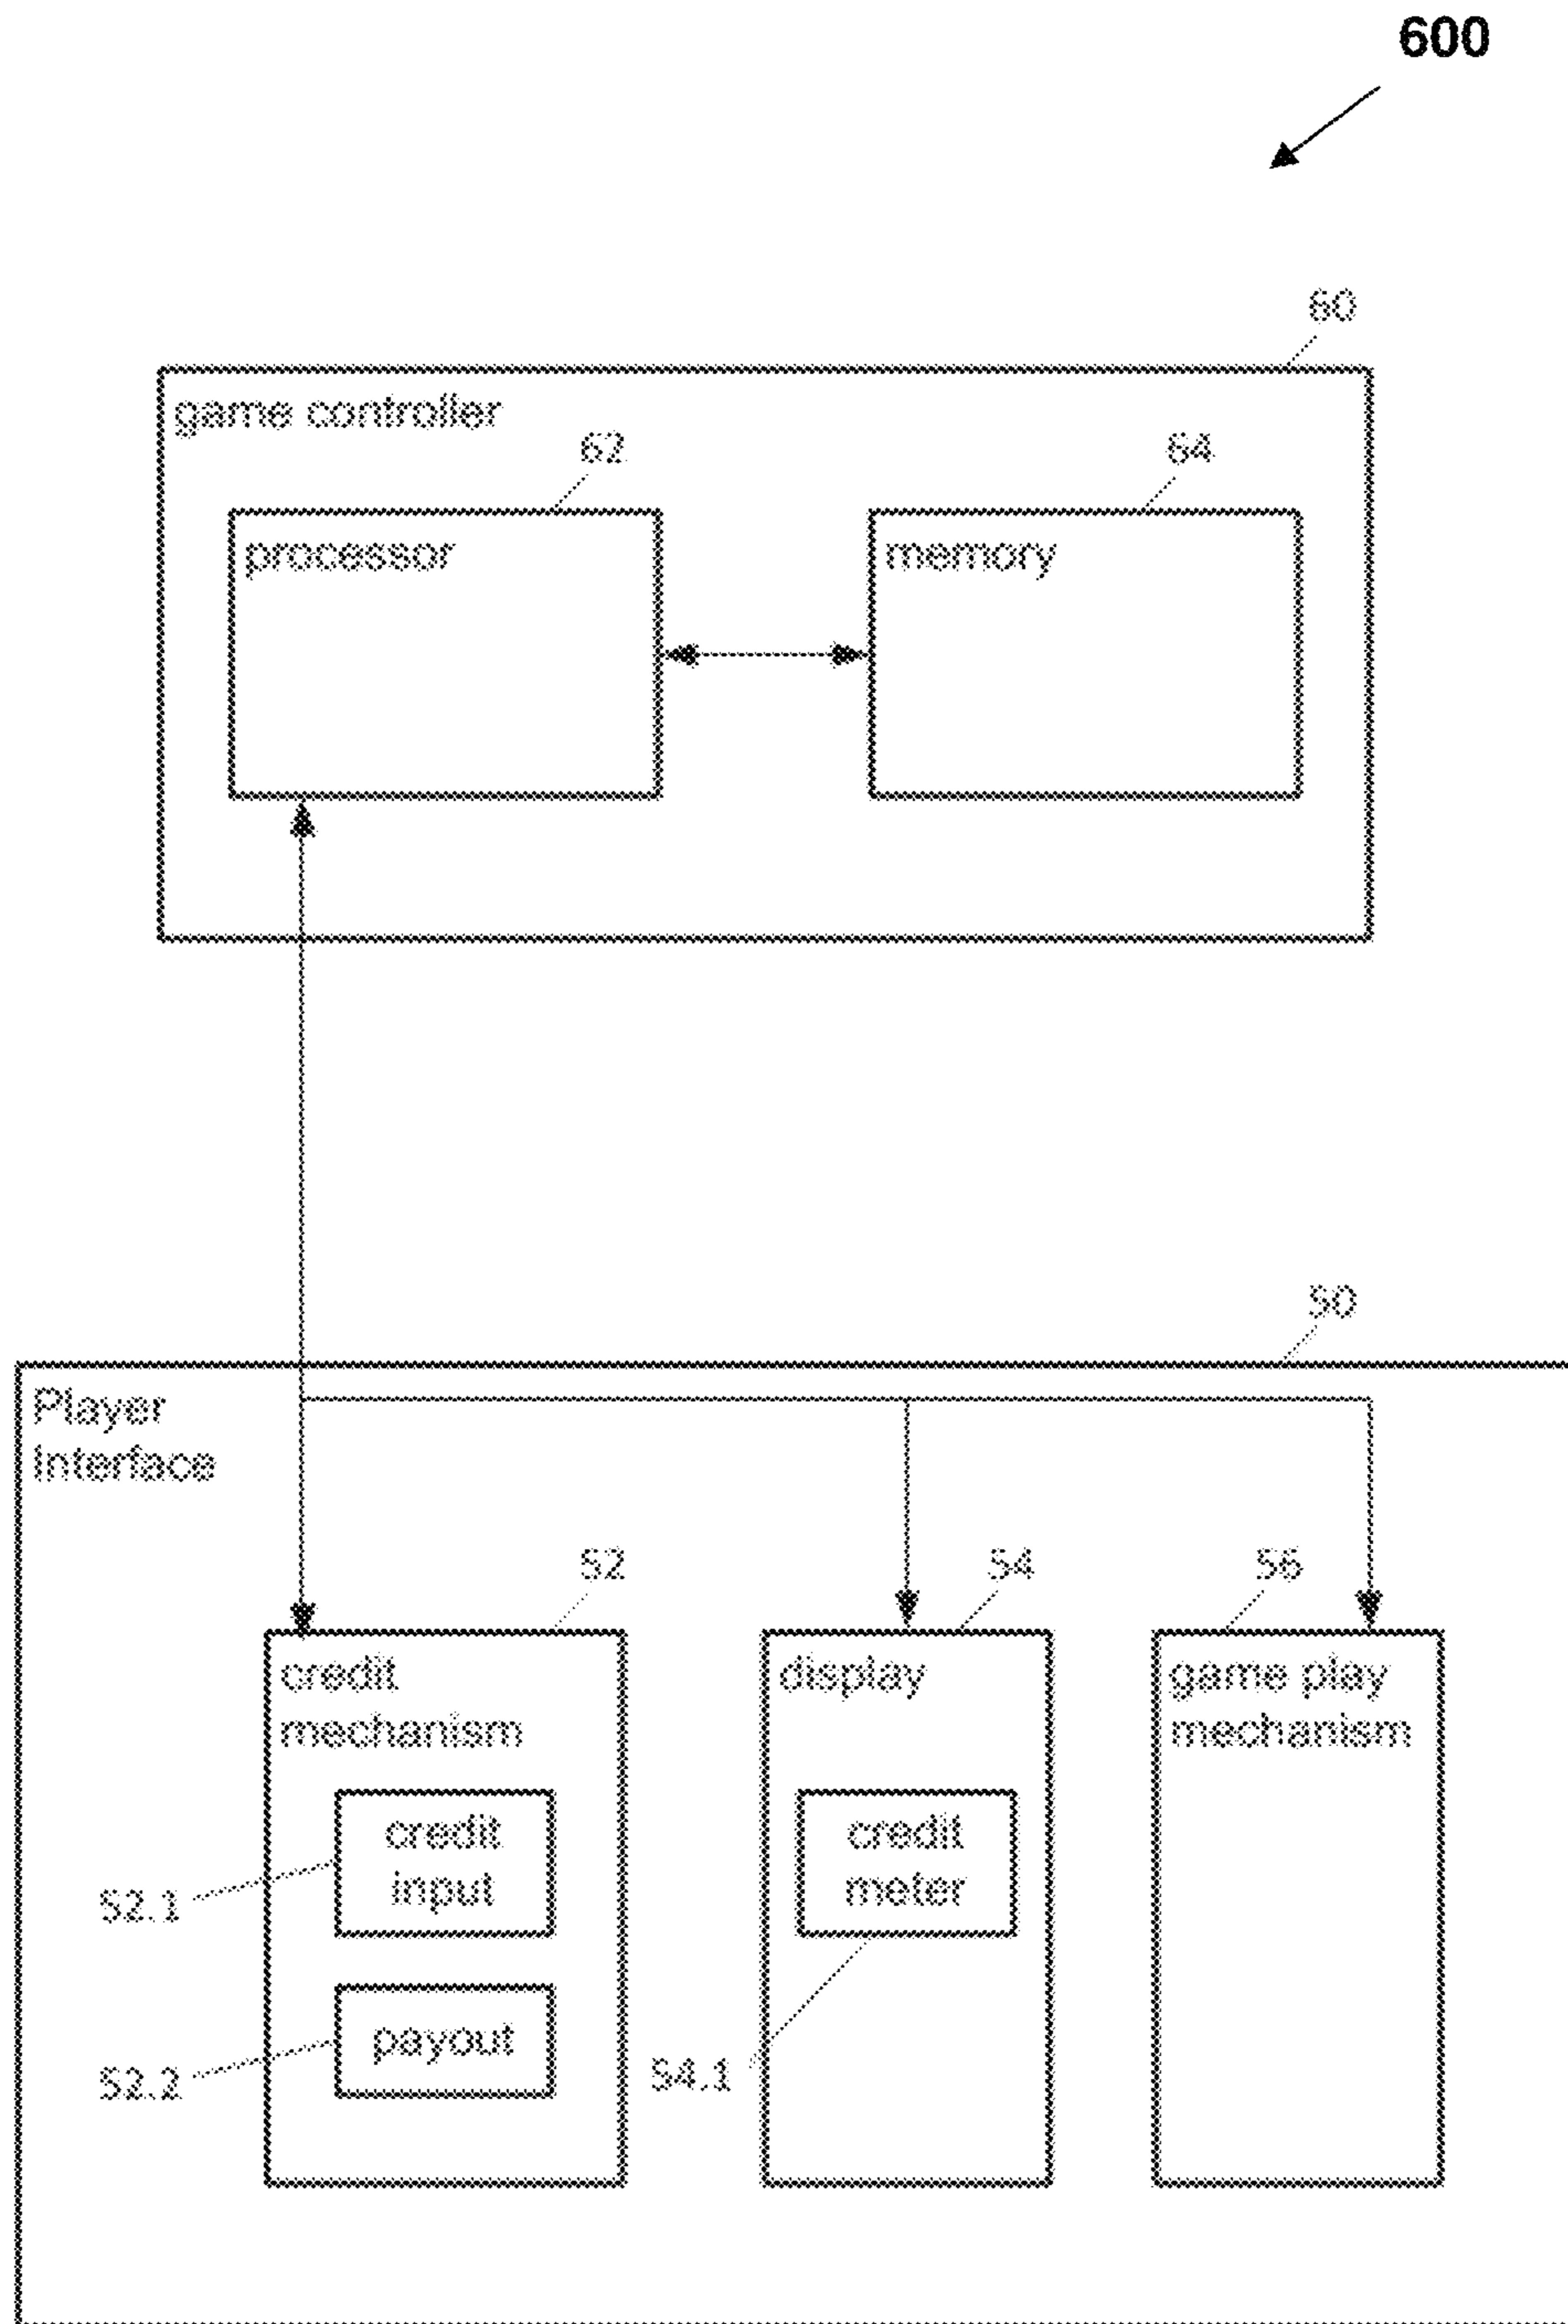 600
60
game controller
62
64
processor
memory
50
Player
Interface
52
54
56
credit
mechanism
display
game play
mechanism
credit
input
credit
meter
52.1
payout
52.2
54.1